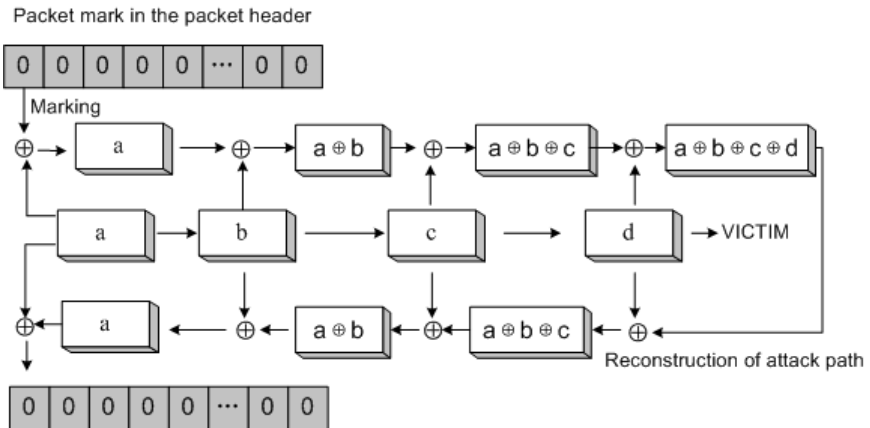 Packet mark in the packet header
0 0 0 0 0 ... 0 0
Marking
⊕ a ⊕ a ⊕ b ⊕ a ⊕ b ⊕ c ⊕ a ⊕ b ⊕ c ⊕ d
a b c d VICTIM
⊕ a ⊕ a ⊕ b ⊕ a ⊕ b ⊕ c ⊕
Reconstruction of attack path
0 0 0 0 0 ... 0 0